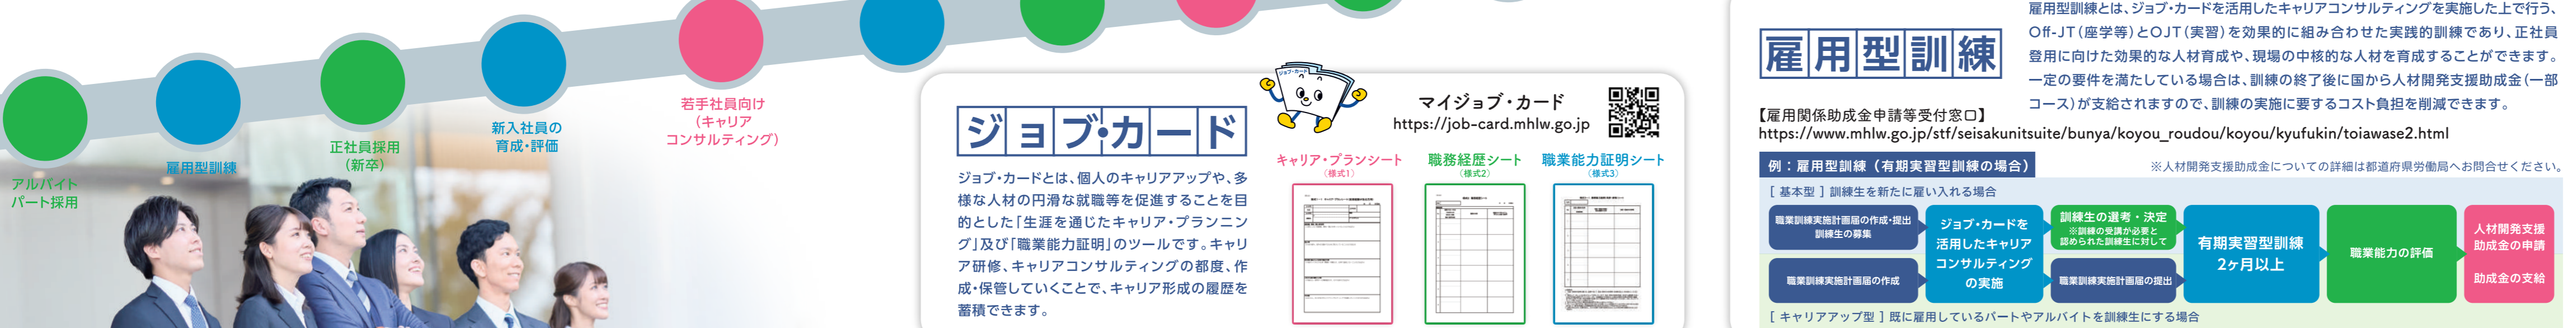 アルバイト
パート採用
雇用型訓練
正社員採用
（新卒）
新入社員の
育成・評価
若手社員向け
（キャリア
コンサルティング）
ジョブ・カード
ジョブ・カードとは、個人のキャリアアップや、多
様な人材の円滑な就職等を促進することを目
的とした「生涯を通じたキャリア・プランニン
グ」及び「職業能力証明」のツールです。キャリ
ア研修、キャリアコンサルティングの都度、作
成・保管していくことで、キャリア形成の履歴を
蓄積できます。
ジョブ・カード
マイジョブ・カード
https://job-card.mhlw.go.jp
キャリア・プランシート
（様式1）
職務経歴シート
（様式2）
職業能力証明シート
（様式3）
雇用型訓練
雇用型訓練とは、ジョブ・カードを活用したキャリアコンサルティングを実施した上で行う、
Off-JT（座学等）とOJT（実習）を効果的に組み合わせた実践的訓練であり、正社員
登用に向けた効果的な人材育成や、現場の中核的な人材を育成することができます。
一定の要件を満たしている場合は、訓練の終了後に国から人材開発支援助成金（一部
コース）が支給されますので、訓練の実施に要するコスト負担を削減できます。
【雇用関係助成金申請等受付窓口】
https://www.mhlw.go.jp/stf/seisakunitsuite/bunya/koyou_roudou/koyou/kyufukin/toiawase2.html
例：雇用型訓練（有期実習型訓練の場合）
※人材開発支援助成金についての詳細は都道府県労働局へお問合せください。
［ 基本型 ］訓練生を新たに雇い入れる場合
職業訓練実施計画届の作成・提出
訓練生の募集
職業訓練実施計画届の作成
ジョブ・カードを
活用したキャリア
コンサルティング
の実施
訓練生の選考・決定
※訓練の受講が必要と
認められた訓練生に対して
職業訓練実施計画届の提出
有期実習型訓練
2ヶ月以上
職業能力の評価
人材開発支援
助成金の申請
助成金の支給
［ キャリアアップ型 ］既に雇用しているパートやアルバイトを訓練生にする場合